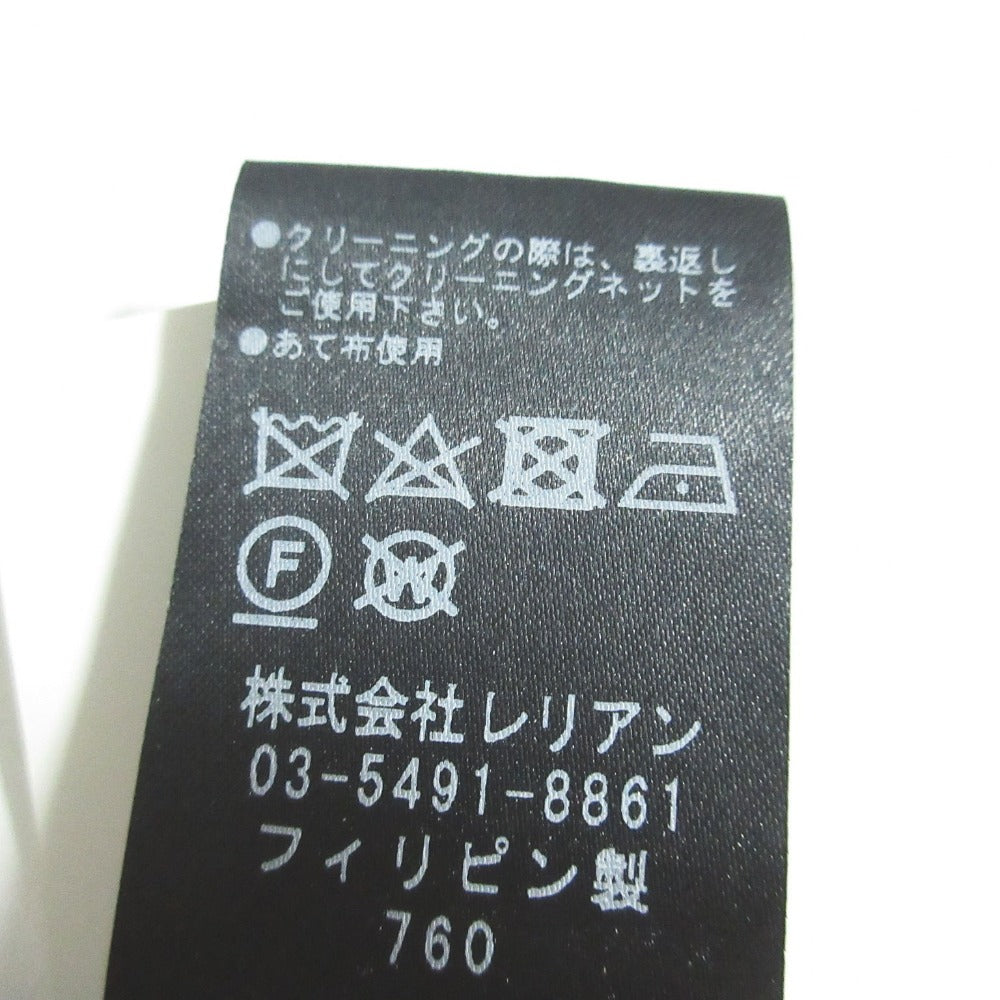 ●クリーニングの際は、裏返し
にしてクリーニングネットを
ご使用下さい。
●あて布使用
F W
株式会社レリアン
03-5491-8861
フィリピン製
760